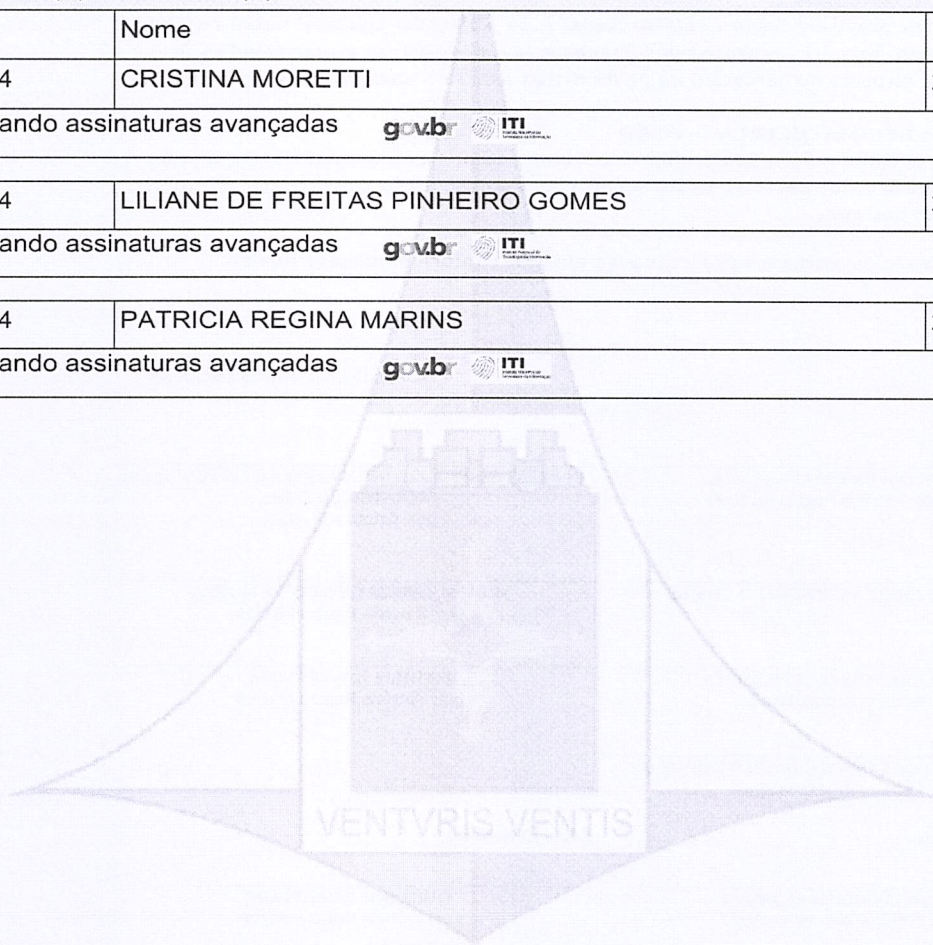 Nome
4 CRISTINA MORETTI
ando assinaturas avançadas gov.br ITI
4 LILIANE DE FREITAS PINHEIRO GOMES
ando assinaturas avançadas gov.br ITI
4 PATRICIA REGINA MARINS
ando assinaturas avançadas gov.br ITI
VENTVRIS VENTIS